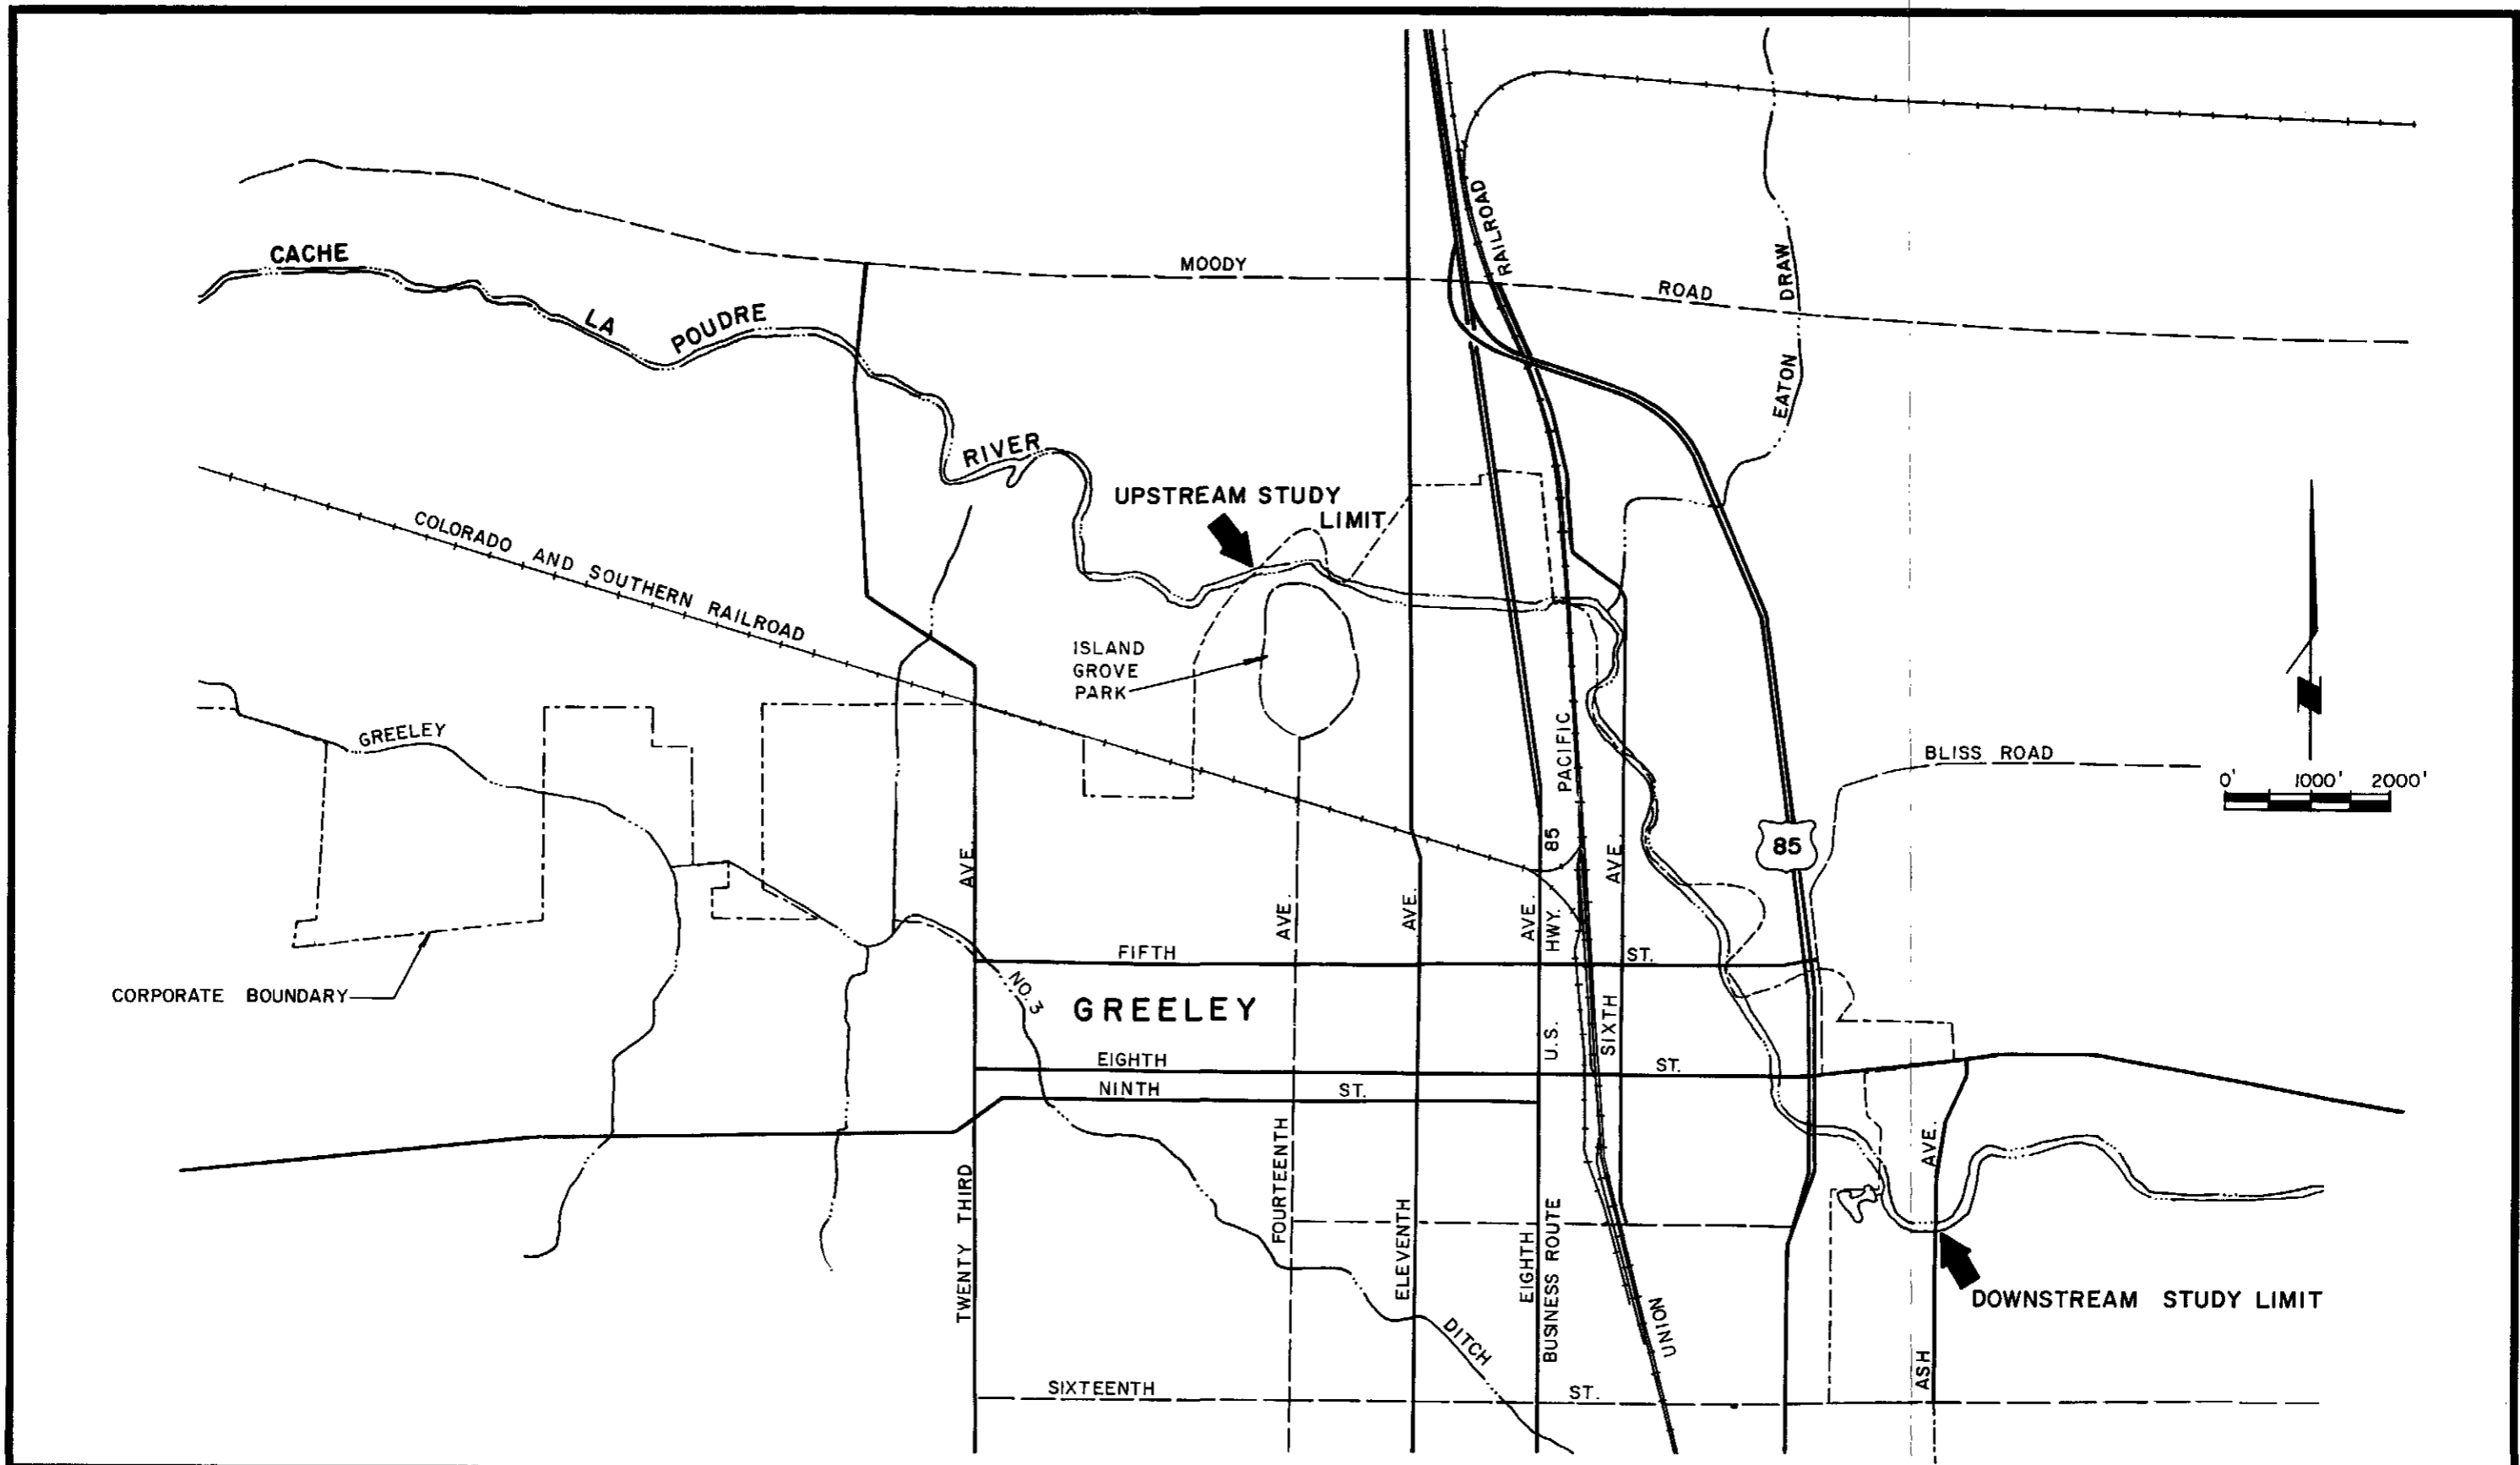 CACHE
LA
POUDRE
RIVER
MOODY
ROAD
RAILROAD
EATON DRAW
UPSTREAM STUDY
LIMIT
COLORADO AND SOUTHERN RAILROAD
ISLAND
GROVE
PARK
GREELEY
PACIFIC
BLISS ROAD
0' 1000' 2000'
85
AVE.
AVE.
AVE.
AVE.
HWY. 85
AVE.
FIFTH
ST.
CORPORATE BOUNDARY
NO. 3
GREELEY
U.S.
SIXTH
EIGHTH
ST.
NINTH
ST.
TWENTY THIRD
FOURTEENTH
ELEVENTH
EIGHTH
BUSINESS ROUTE
AVE.
DOWNSTREAM STUDY LIMIT
DITCH
UNION
ASH
SIXTEENTH
ST.